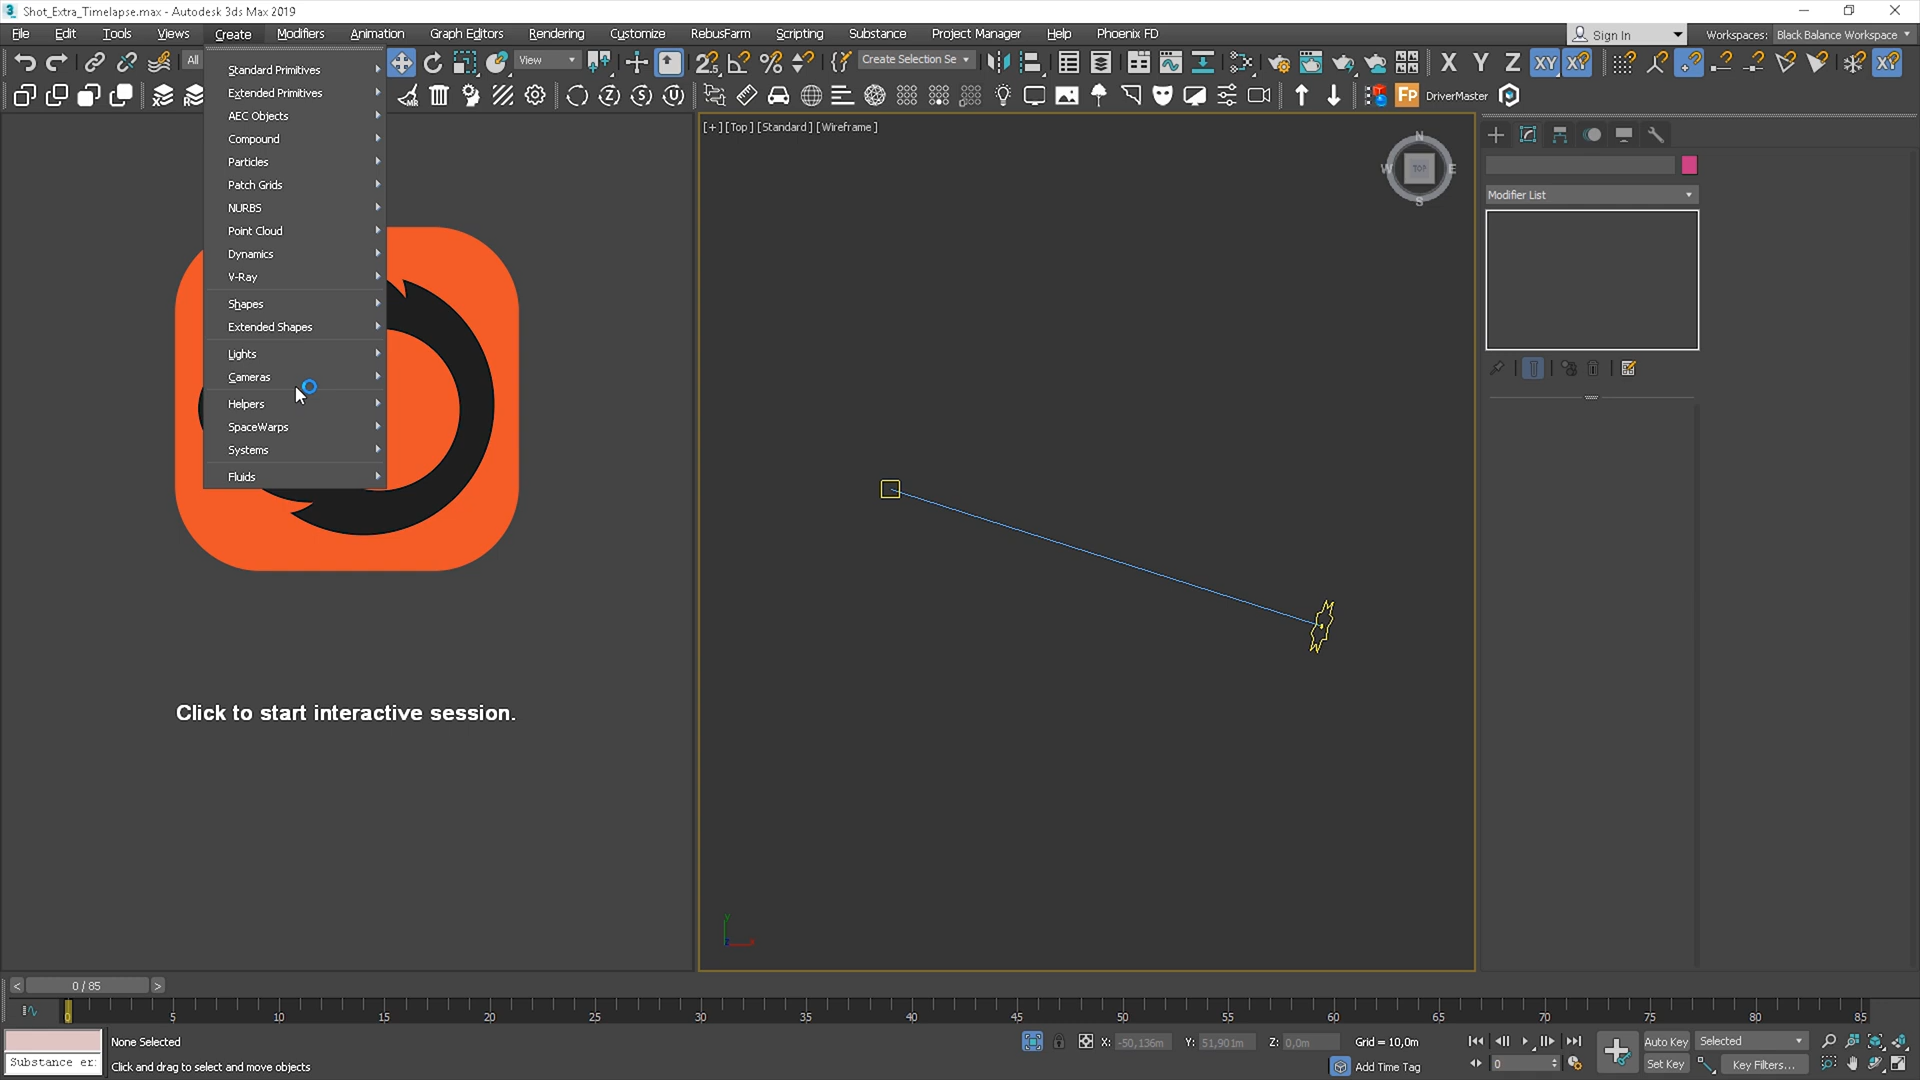 Shot_Extra_Timelapse.max - Autodesk 3ds Max 2019
File Edit Tools Views Create Modifiers Animation Graph Editors Rendering Customize RebusFarm Scripting Substance Project Manager Help Phoenix FD Sign In Workspaces: Black Balance Workspace
All View Create Selection Se X Y Z XY XY
DriverMaster
Standard Primitives
Extended Primitives
AEC Objects
Compound
Particles
Patch Grids
NURBS
Point Cloud
Dynamics
V-Ray
Shapes
Extended Shapes
Lights
Cameras
Helpers
SpaceWarps
Systems
Fluids
Click to start interactive session.
[+] [Top] [Standard] [Wireframe]
N
W TOP E
S
Modifier List
0 / 85
0 5 10 15 20 25 30 35 40 45 50 55 60 65 70 75 80 85
None Selected X: -50,136m Y: 51,901m Z: 0,0m Grid = 10,0m Auto Key Selected
Substance er: Click and drag to select and move objects Add Time Tag 0 Set Key Key Filters...